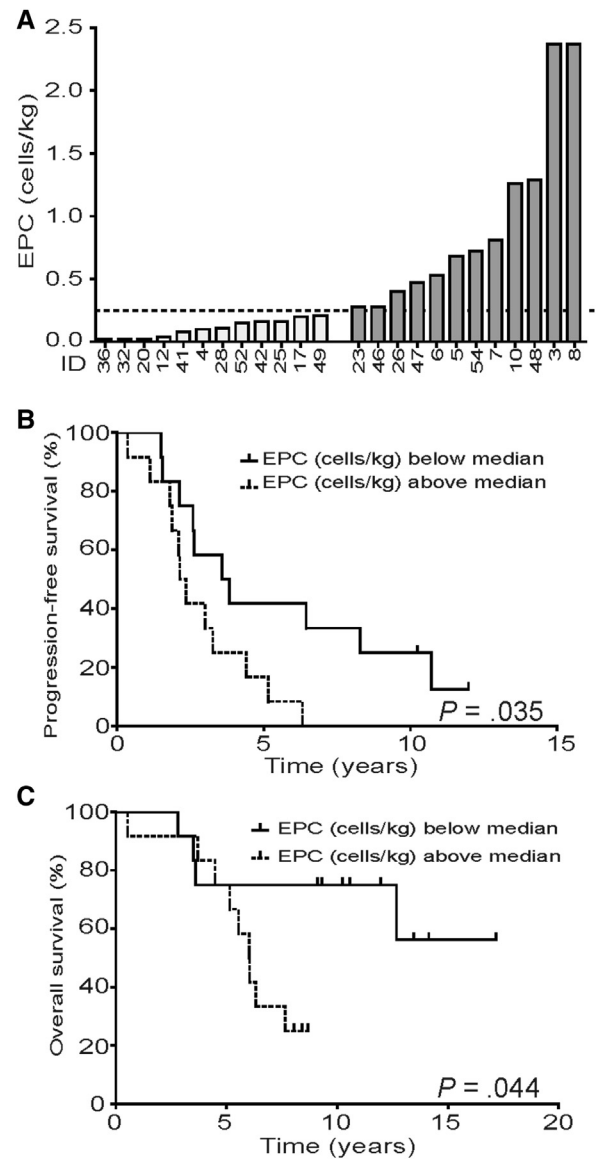 A
2.5
2.0
1.5
1.0
0.5
0.0
EPC (cells/kg)
ID 36 32 20 12 41 4 28 52 42 25 17 49 23 46 26 47 6 5 54 7 10 48 3 8
B
100
80
60
40
20
0
Progression-free survival (%)
EPC (cells/kg) below median
EPC (cells/kg) above median
P = .035
0 5 10 15
Time (years)
C
100
80
60
40
20
0
Overall survival (%)
EPC (cells/kg) below median
EPC (cells/kg) above median
P = .044
0 5 10 15 20
Time (years)